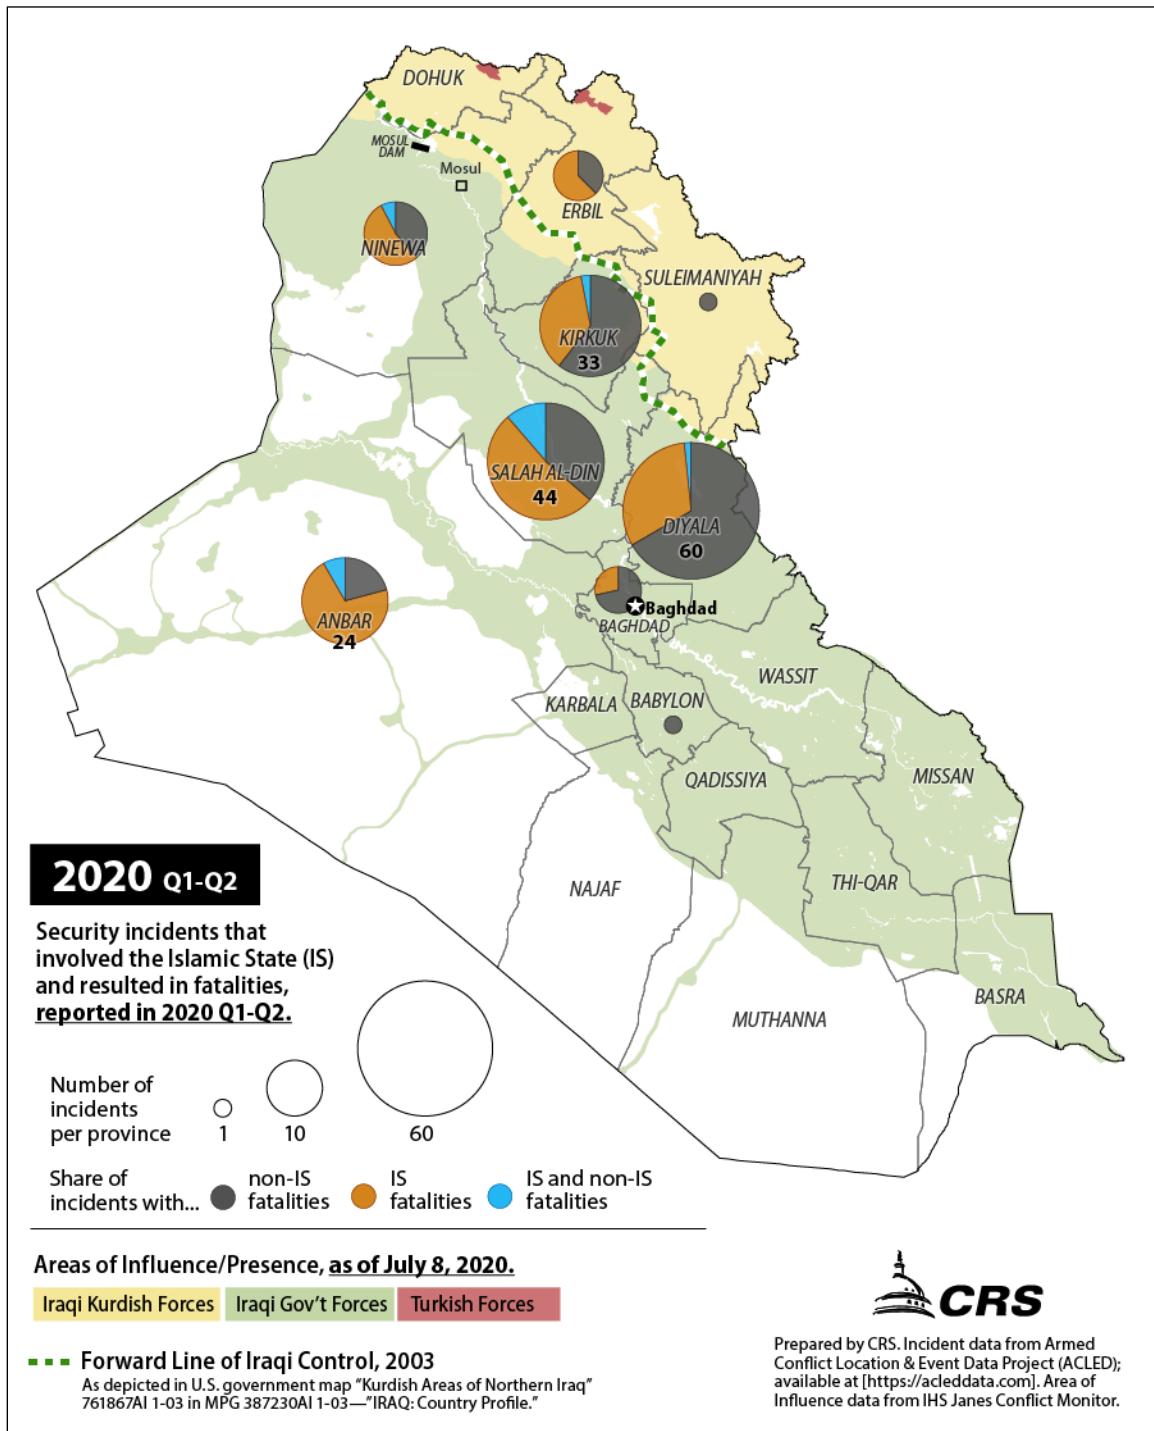 DOHUK
MOSUL
DAM
Mosul
ERBIL
NINEWA
SULEIMANIYAH
KIRKUK
33
SALAH AL-DIN
44
DIYALA
60
ANBAR
24
Baghdad
BAGHDAD
WASSIT
KARBALA
BABYLON
QADISSIYA
MISSAN
NAJAF
THI-QAR
BASRA
MUTHANNA
2020 Q1-Q2
Security incidents that
involved the Islamic State (IS)
and resulted in fatalities,
reported in 2020 Q1-Q2.
Number of
incidents
per province
1
10
60
Share of
incidents with...
non-IS
fatalities
IS
fatalities
IS and non-IS
fatalities
Areas of Influence/Presence, as of July 8, 2020.
Iraqi Kurdish Forces
Iraqi Gov't Forces
Turkish Forces
Forward Line of Iraqi Control, 2003
As depicted in U.S. government map “Kurdish Areas of Northern Iraq”
761867AI 1-03 in MPG 387230AI 1-03—”IRAQ: Country Profile.”
CRS
Prepared by CRS. Incident data from Armed
Conflict Location & Event Data Project (ACLED);
available at [https://acleddata.com]. Area of
Influence data from IHS Janes Conflict Monitor.